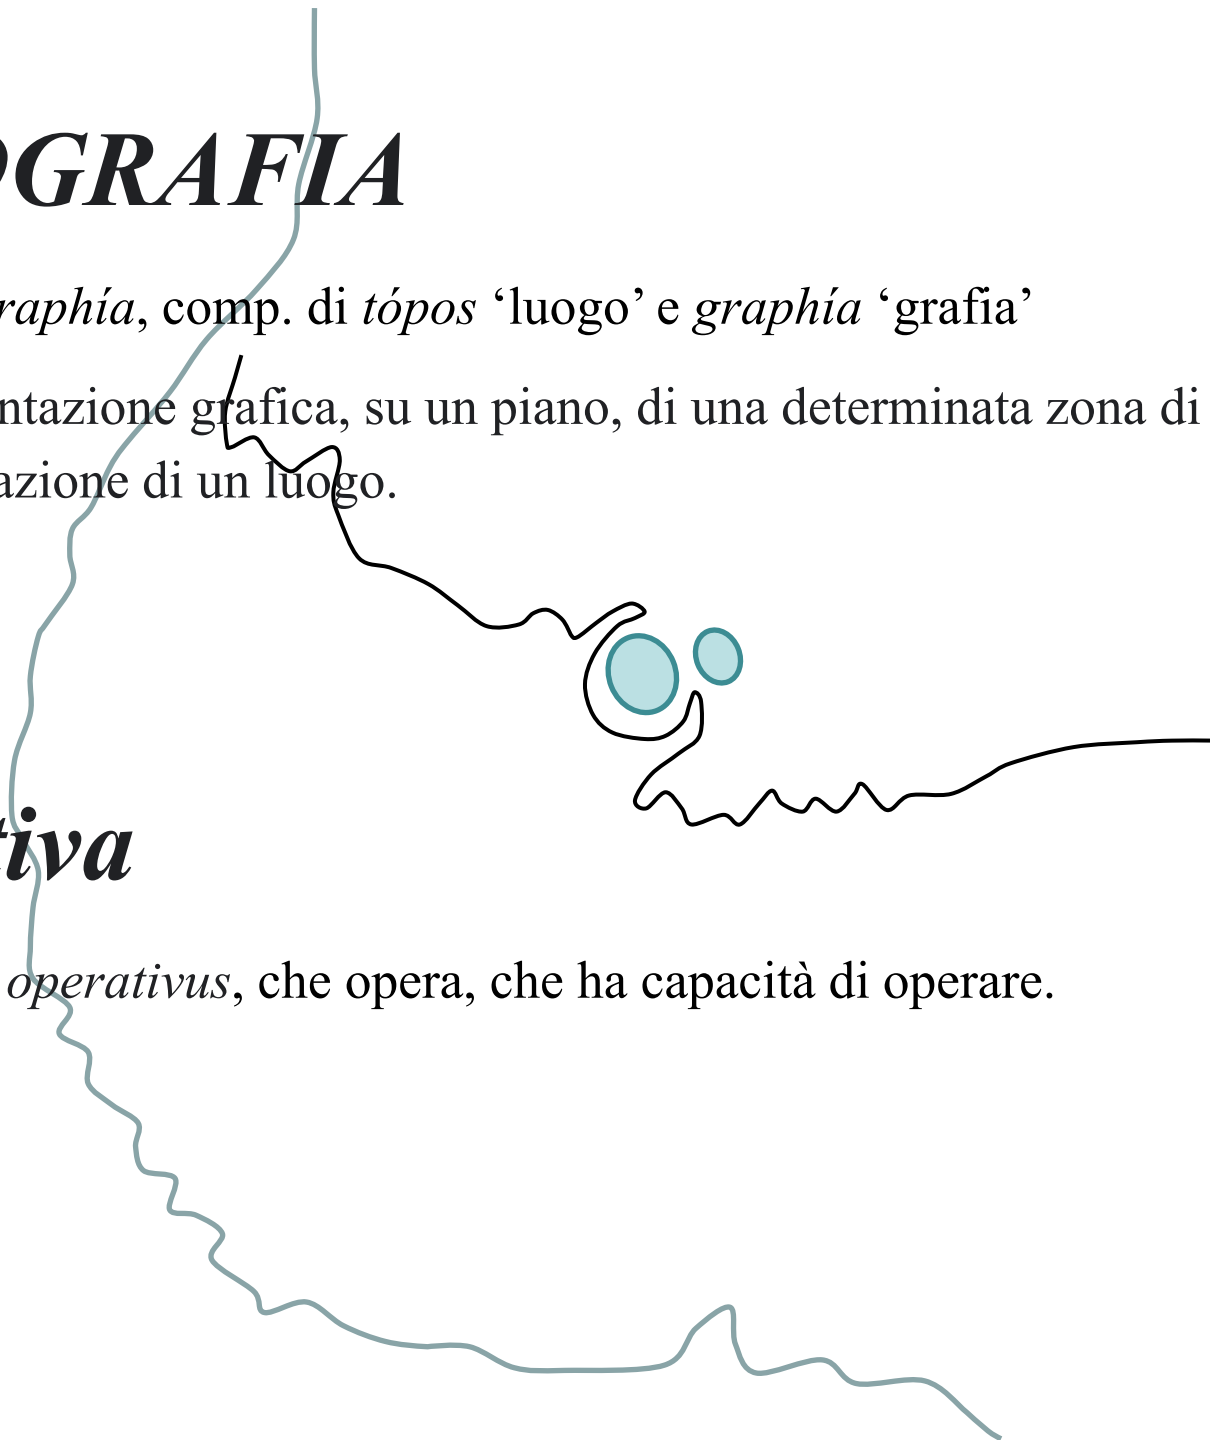 OGRAFIA
raphía, comp. di tópos ‘luogo’ e graphía ‘grafia’
ntazione grafica, su un piano, di una determinata zona di
azione di un luogo.
tiva
operativus, che opera, che ha capacità di operare.